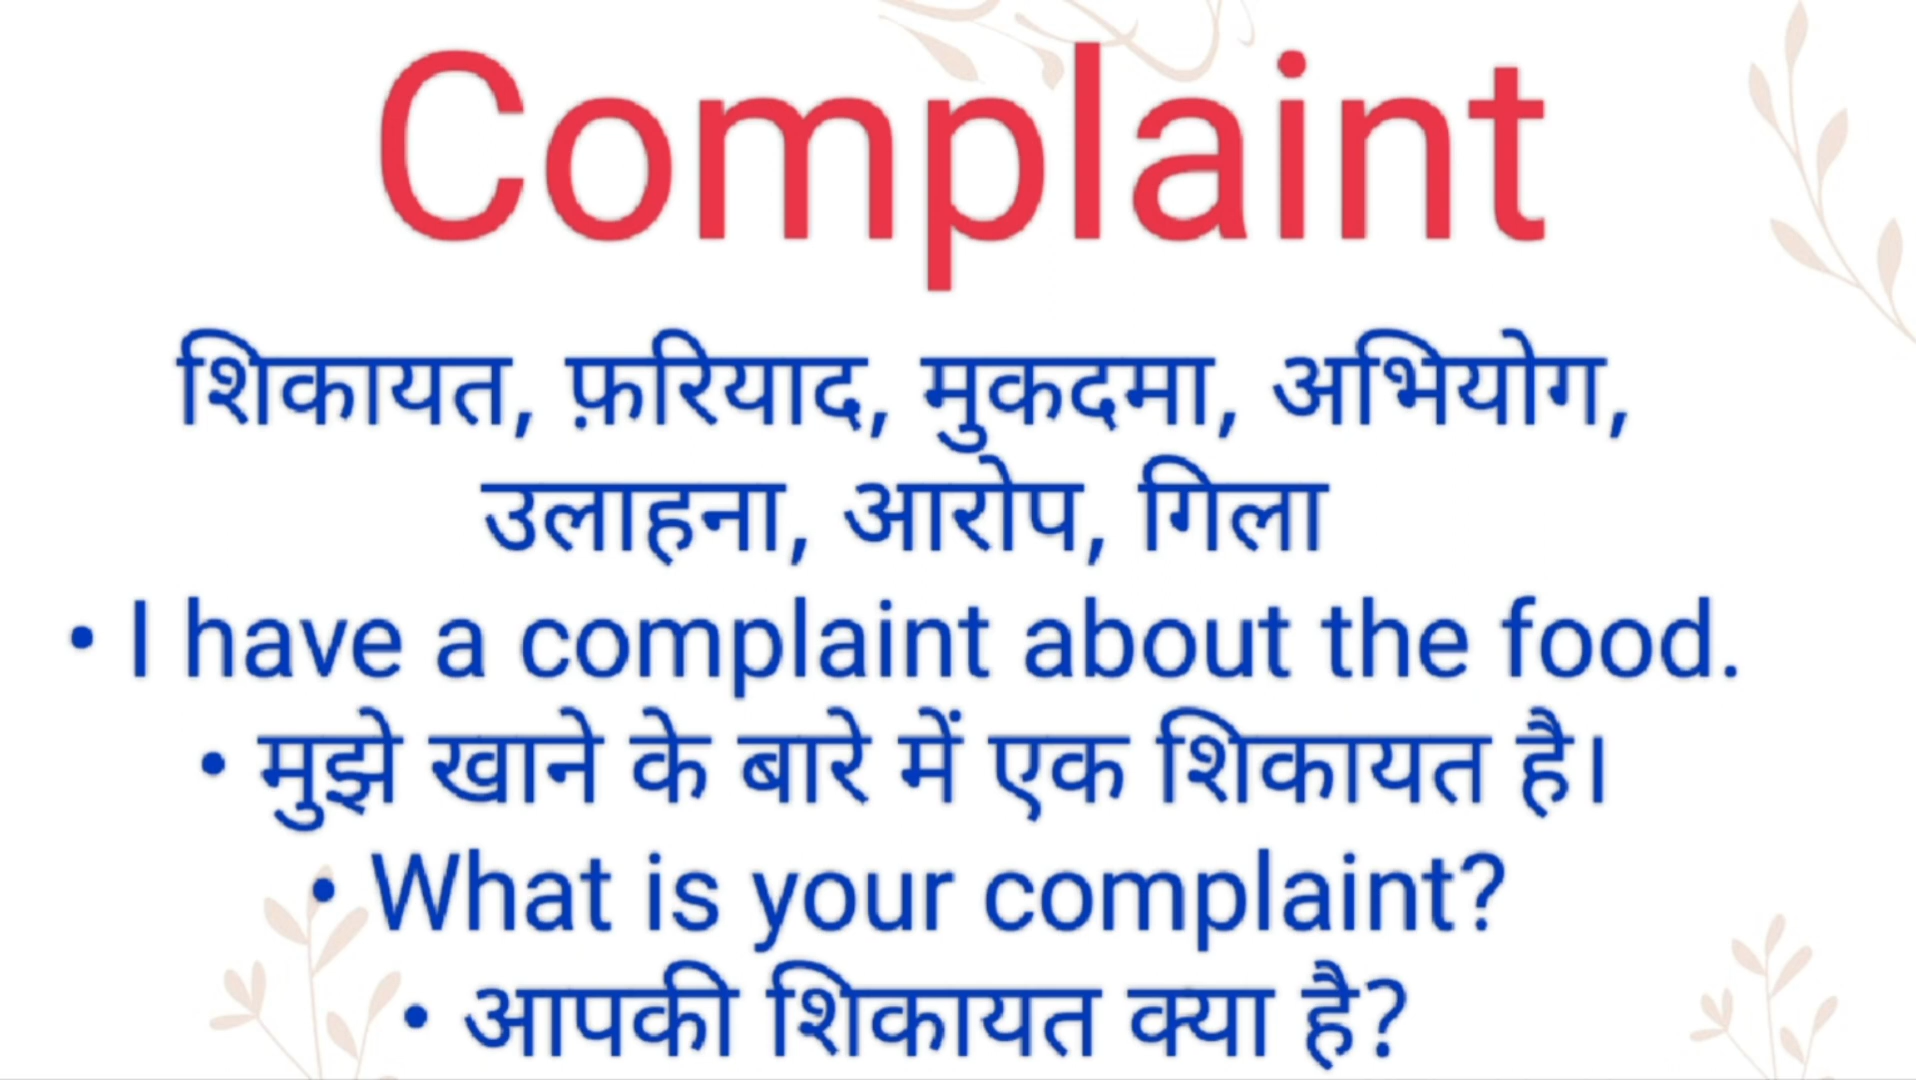 Complaint
शिकायत, फ़रियाद, मुकदमा, अभियोग,
उलाहना, आरोप, गिला
• I have a complaint about the food.
• मुझे खाने के बारे में एक शिकायत है।
• What is your complaint?
• आपकी शिकायत क्या है?